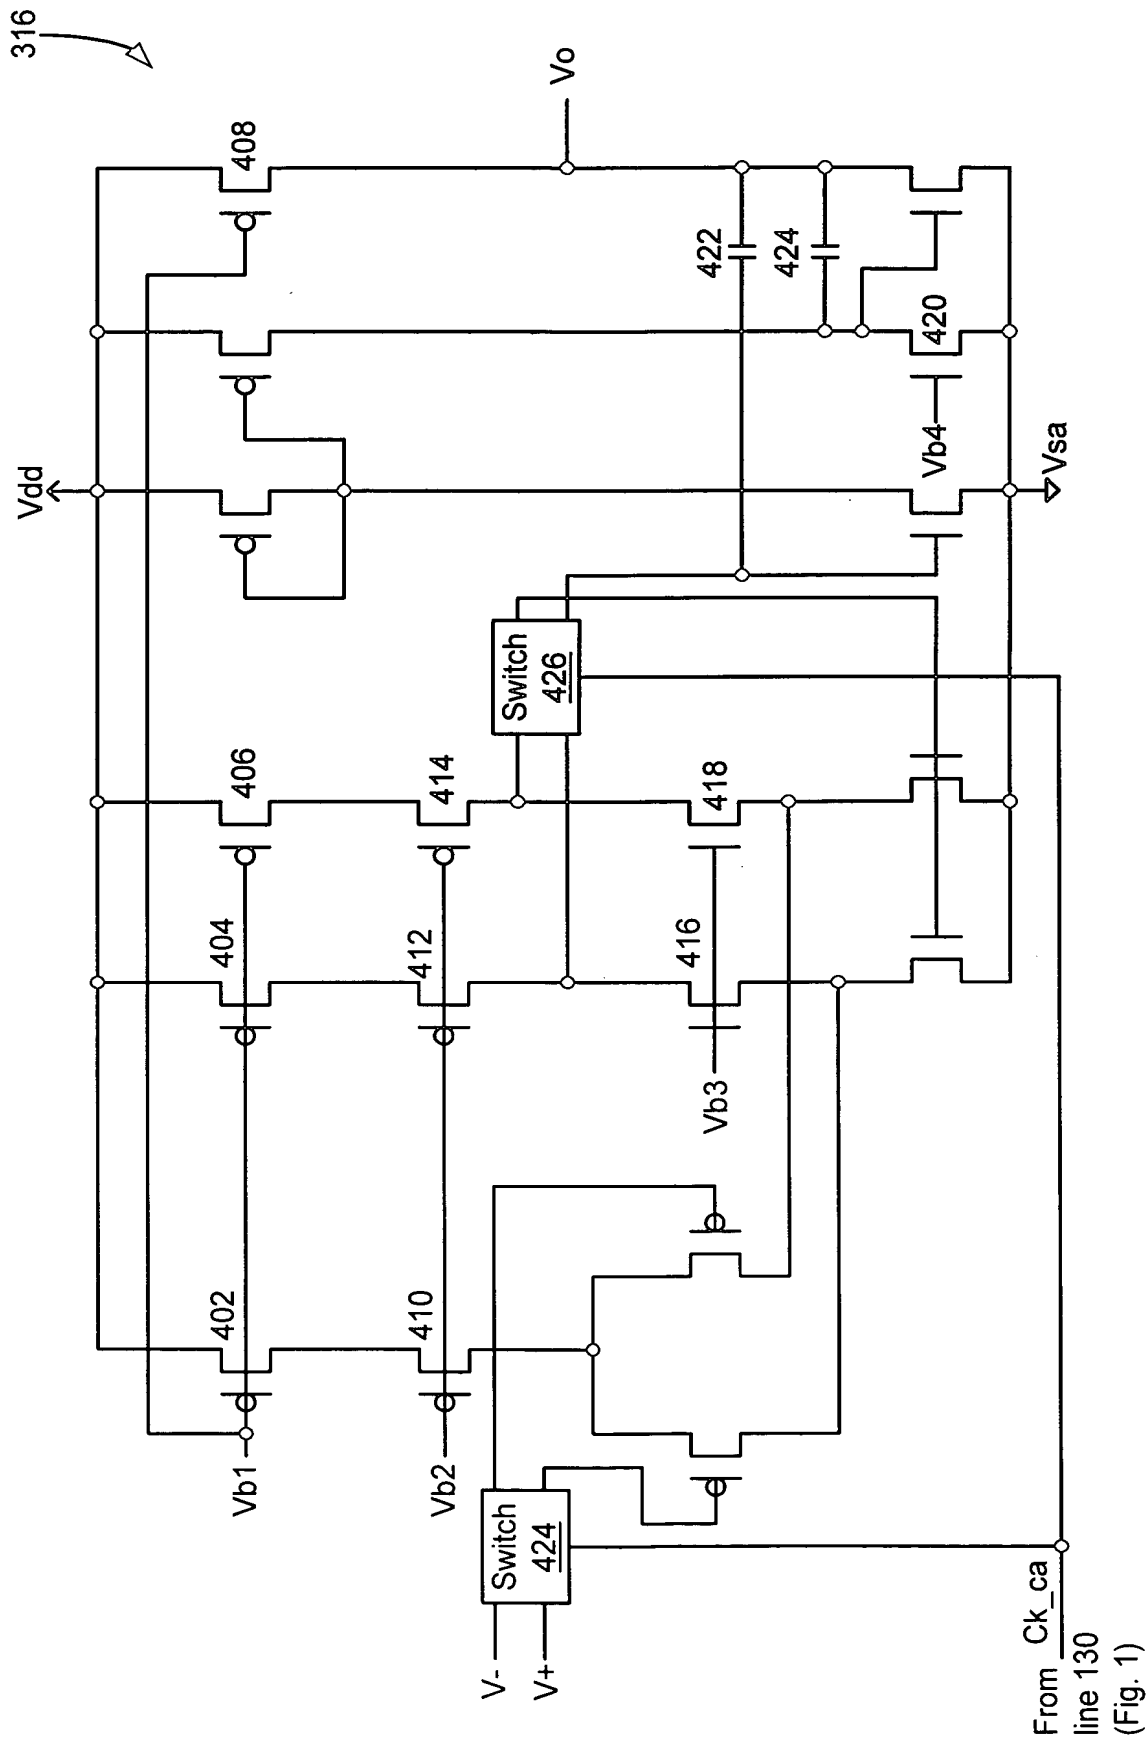 316
Vdd
Vo
408
406
404
402
414
412
410
422
424
420
418
416
Switch
426
Vb1
Vb2
Vb3
Vb4
Vsa
Switch
424
V-
V+
From Ck_ca
line 130
(Fig. 1)